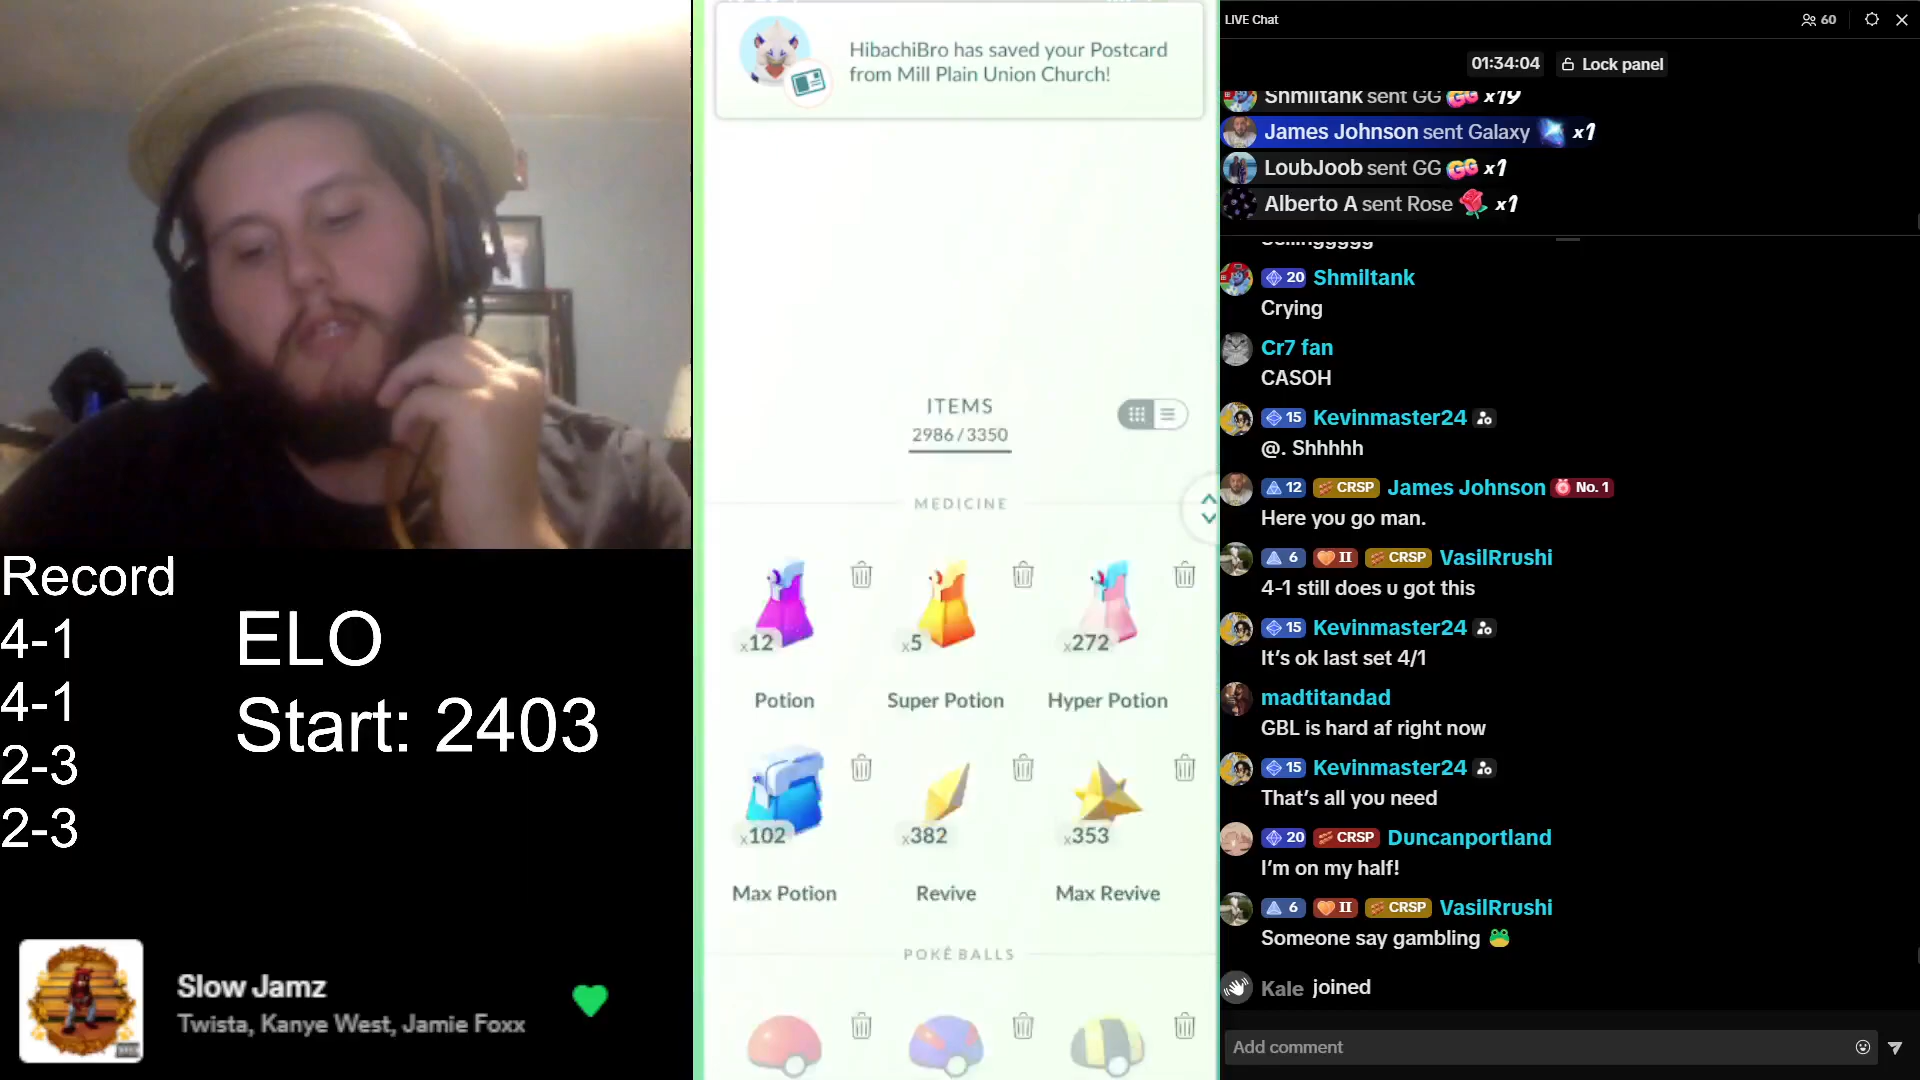 HibachiBro has saved your Postcard
from Mill Plain Union Church!
ITEMS
2986/3350
MEDICINE
x12
x5
x272
Potion
Super Potion
Hyper Potion
x102
x382
x353
Max Potion
Revive
Max Revive
POKÉ BALLS
Record
4-1
4-1
2-3
2-3
ELO
Start: 2403
Slow Jamz
Twista, Kanye West, Jamie Foxx
LIVE Chat
60
01:34:04
Lock panel
Shmiltank sent GG x19
James Johnson sent Galaxy x1
LoubJoob sent GG x1
Alberto A sent Rose x1
20 Shmiltank
Crying
Cr7 fan
CASOH
15 Kevinmaster24
@. Shhhhh
12 CRSP James Johnson No. 1
Here you go man.
6 II CRSP VasilRrushi
4-1 still does u got this
15 Kevinmaster24
It's ok last set 4/1
madtitandad
GBL is hard af right now
15 Kevinmaster24
That's all you need
20 CRSP Duncanportland
I'm on my half!
6 II CRSP VasilRrushi
Someone say gambling 🐸
Kale joined
Add comment